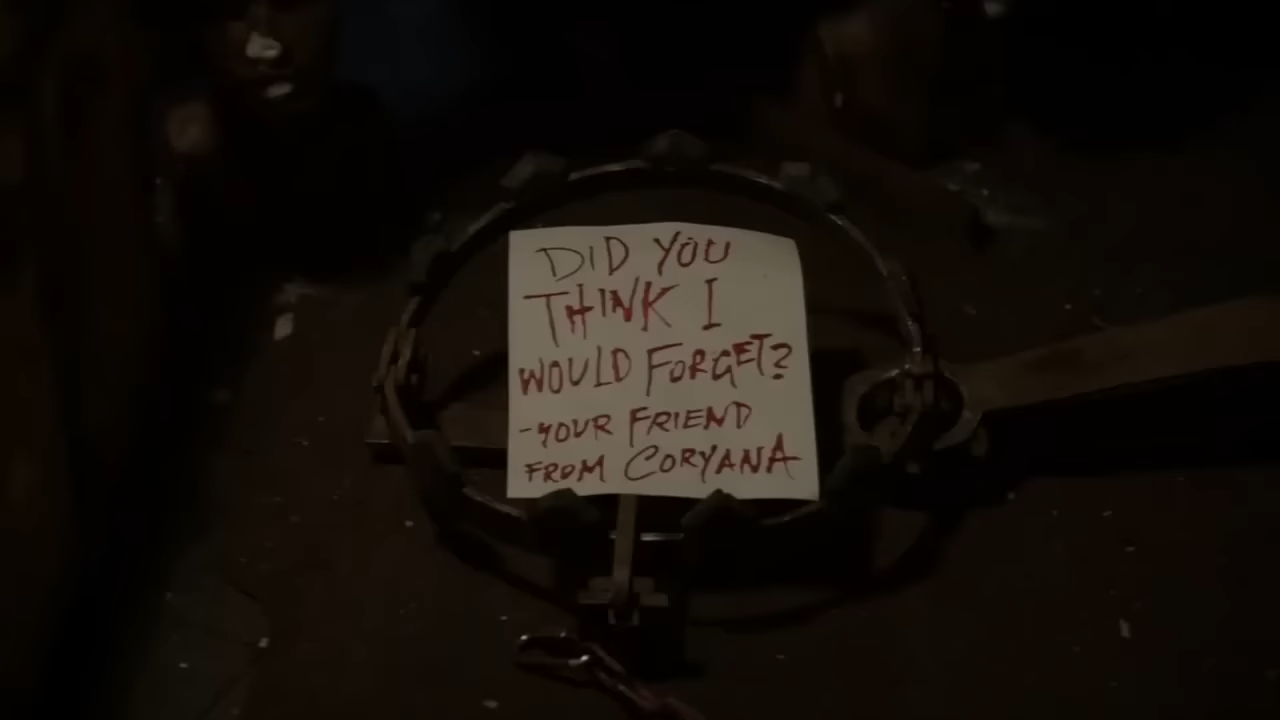 DID YOU
THINK I
WOULD FORGET?
-YOUR FRIEND
FROM CORYANA